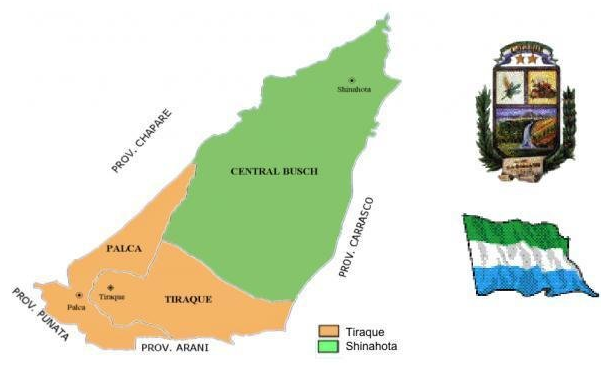 Shinahota
PROV. CHAPARE
CENTRAL BUSCH
PROV. CARRASCO
PALCA
Tiraque
Palca
TIRAQUE
PROV. PUNATA
PROV. ARANI
Tiraque
Shinahota